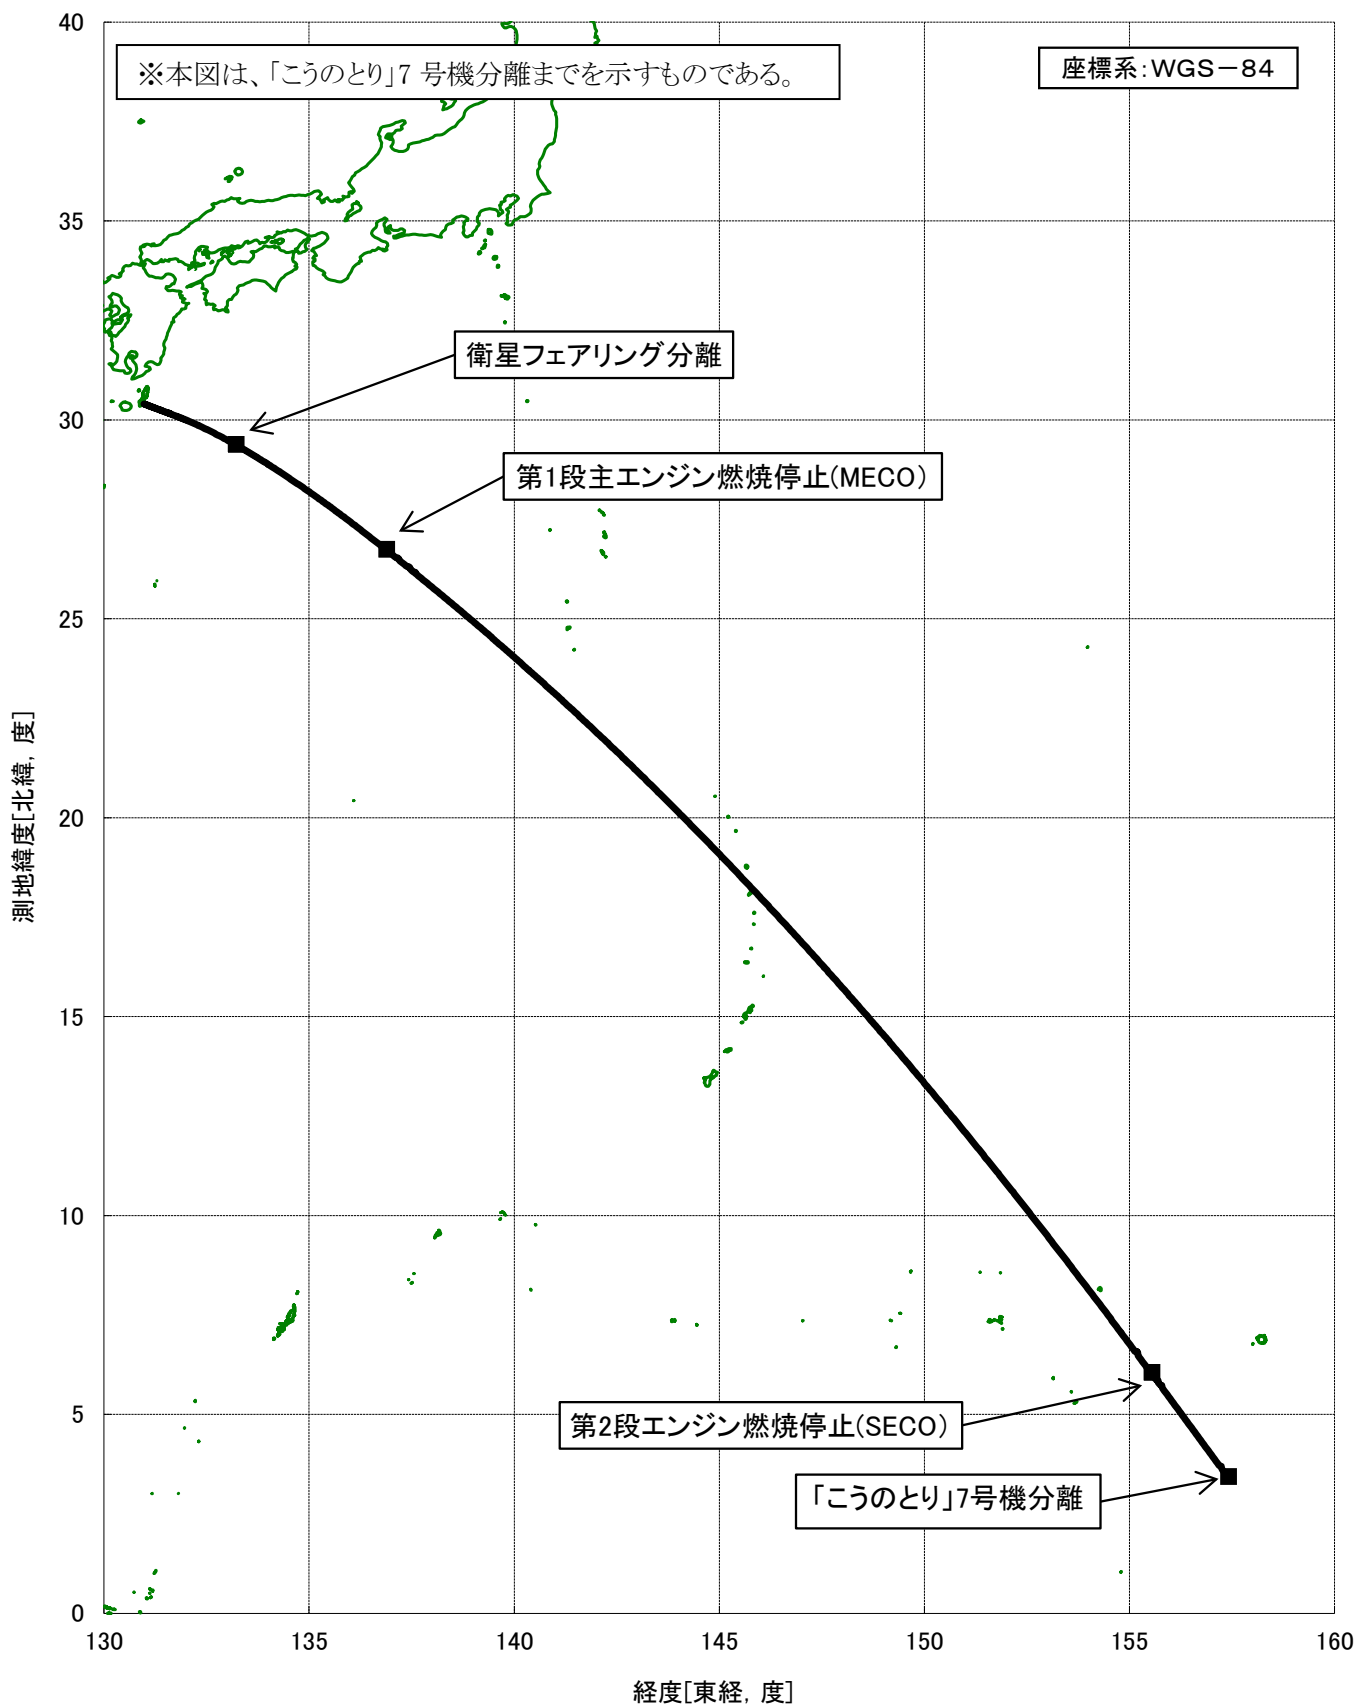 ※本図は、「こうのとり」7 号機分離までを示すものである。
座標系：WGS－84
衛星フェアリング分離
第1段主エンジン燃焼停止(MECO)
第2段エンジン燃焼停止(SECO)
「こうのとり」7号機分離
測地緯度[北緯, 度]
40
35
30
25
20
15
10
5
0
130
135
140
145
150
155
160
経度[東経, 度]